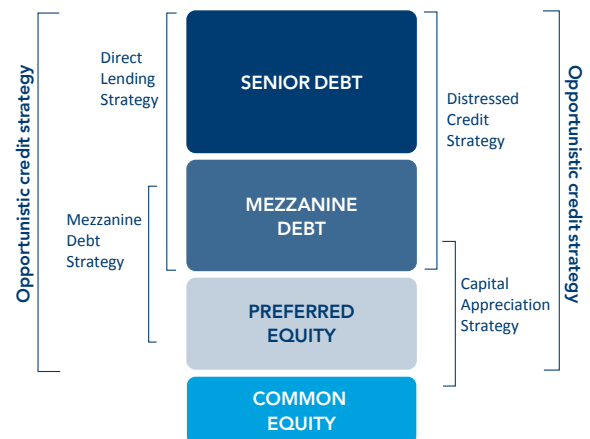 Opportunistic credit strategy
Direct
Lending
Strategy
Mezzanine
Debt
Strategy
SENIOR DEBT
MEZZANINE
DEBT
PREFERRED
EQUITY
COMMON
EQUITY
Distressed
Credit
Strategy
Capital
Appreciation
Strategy
Opportunistic credit strategy